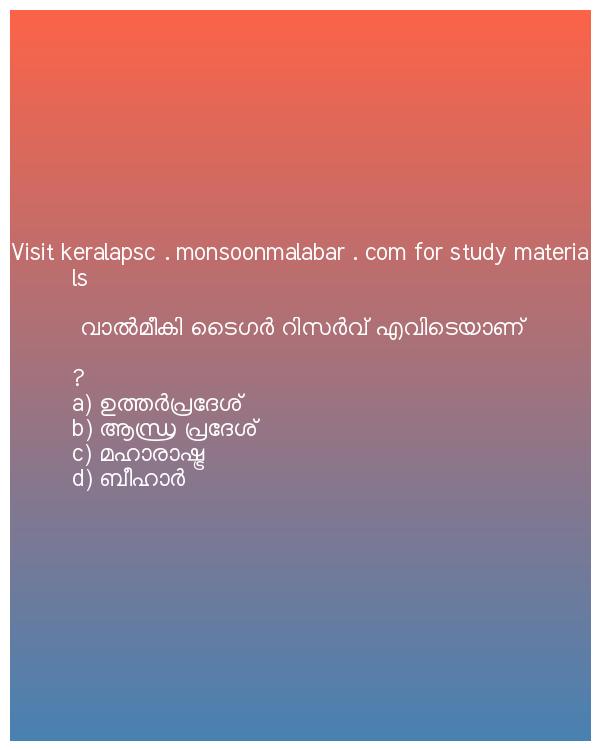 Visit keralapsc . monsoonmalabar . com for study materia
ls
വാൽമീകി ടൈഗർ റിസർവ് എവിടെയാണ്
?
a) ഉത്തർപ്രദേശ്
b) ആന്ധ്ര പ്രദേശ്
c) മഹാരാഷ്ട്ര
d) ബീഹാർ